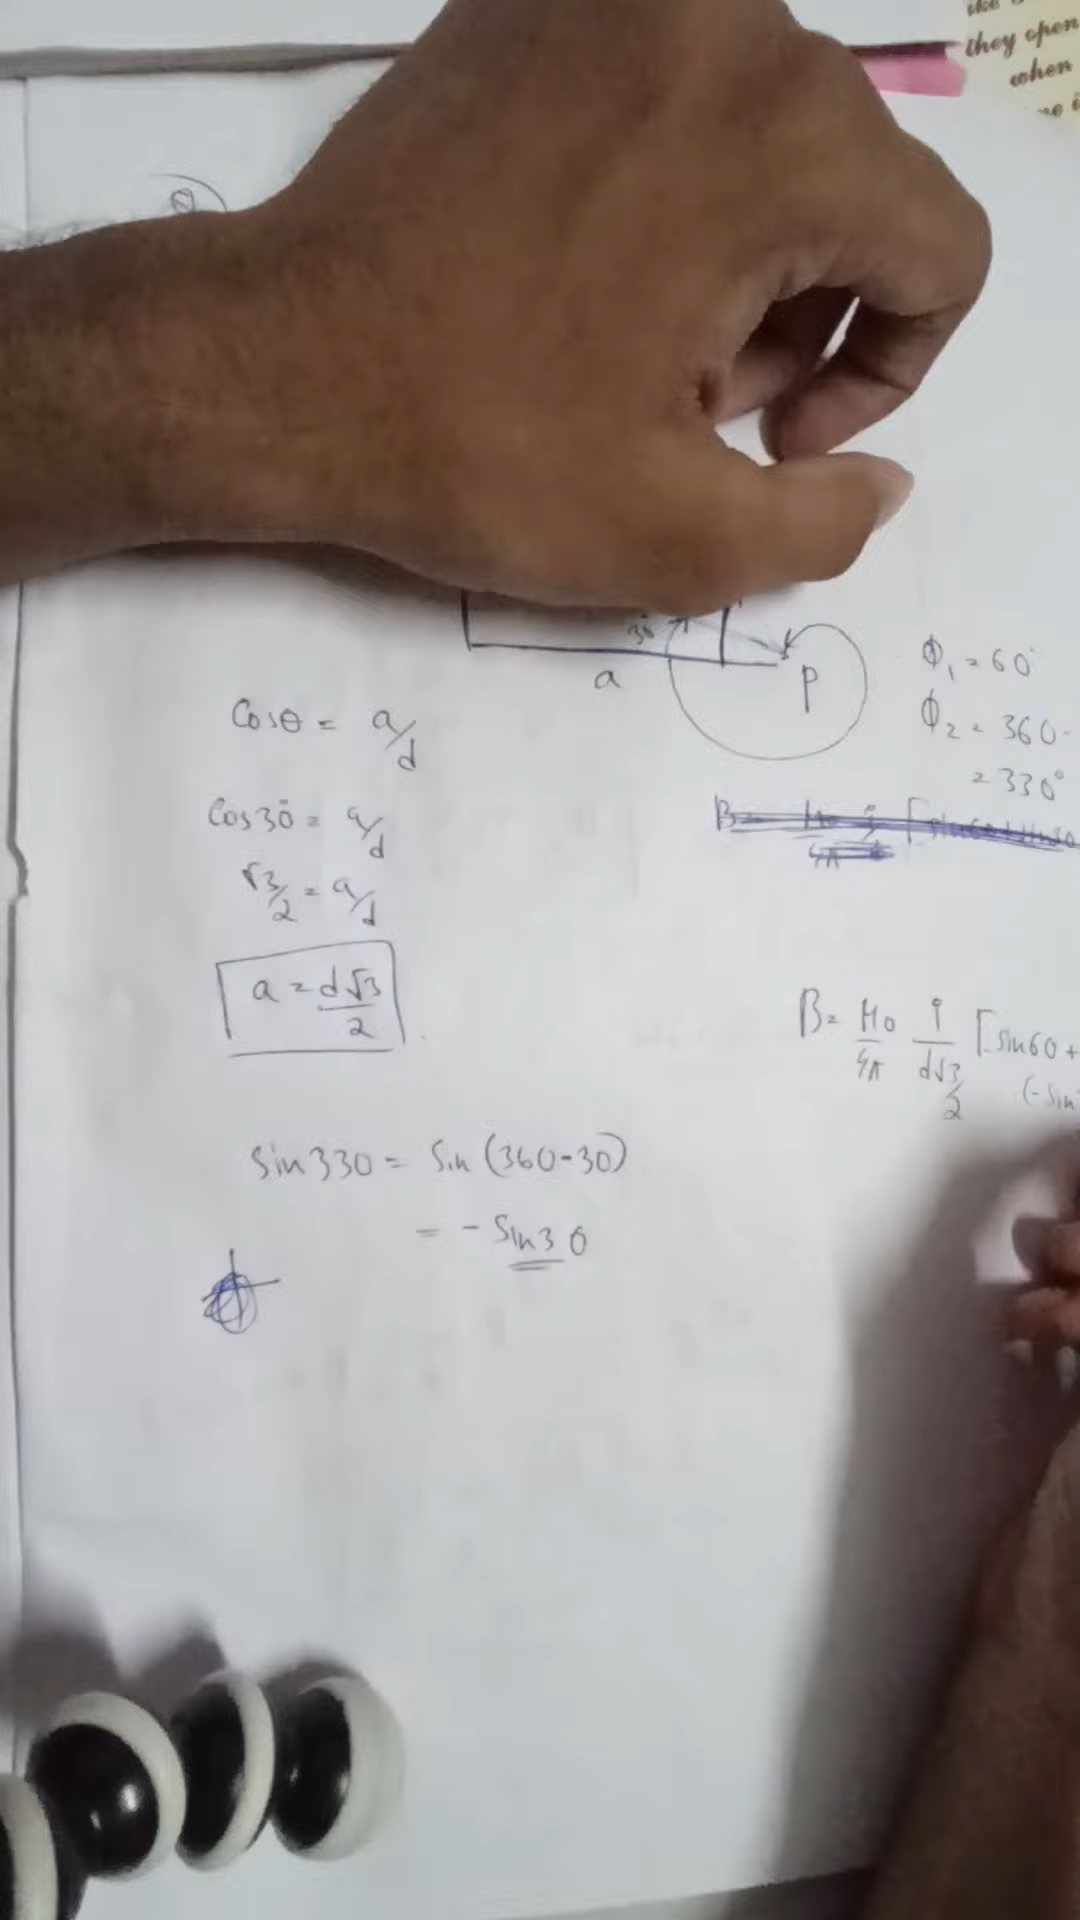 they open
when
θ
30
a
P
ϕ₁ = 60°
ϕ₂ = 360-
= 330°
Cosθ = a/d
Cos30° = a/d
√3/2 = a/d
a = d√3/2
B = μ₀/4π i/(d√3/2) [sin60 +
(-sin
Sin330 = Sin (360-30)
= - Sin30